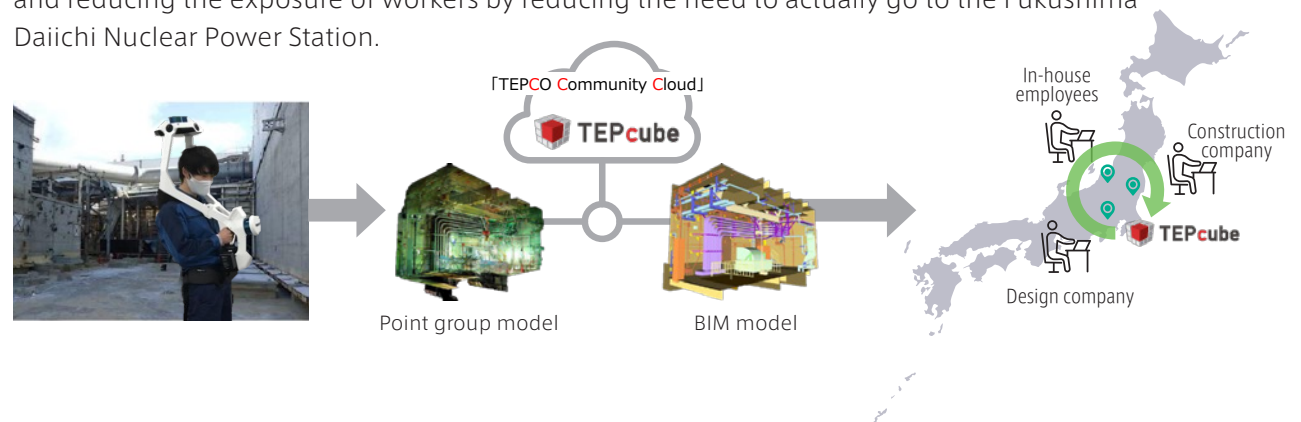 and reducing the exposure of workers by reducing the need to actually go to the Fukushima
Daiichi Nuclear Power Station.
「TEPCO Community Cloud」
TEPcube
Point group model
BIM model
In-house
employees
Construction
company
TEPcube
Design company